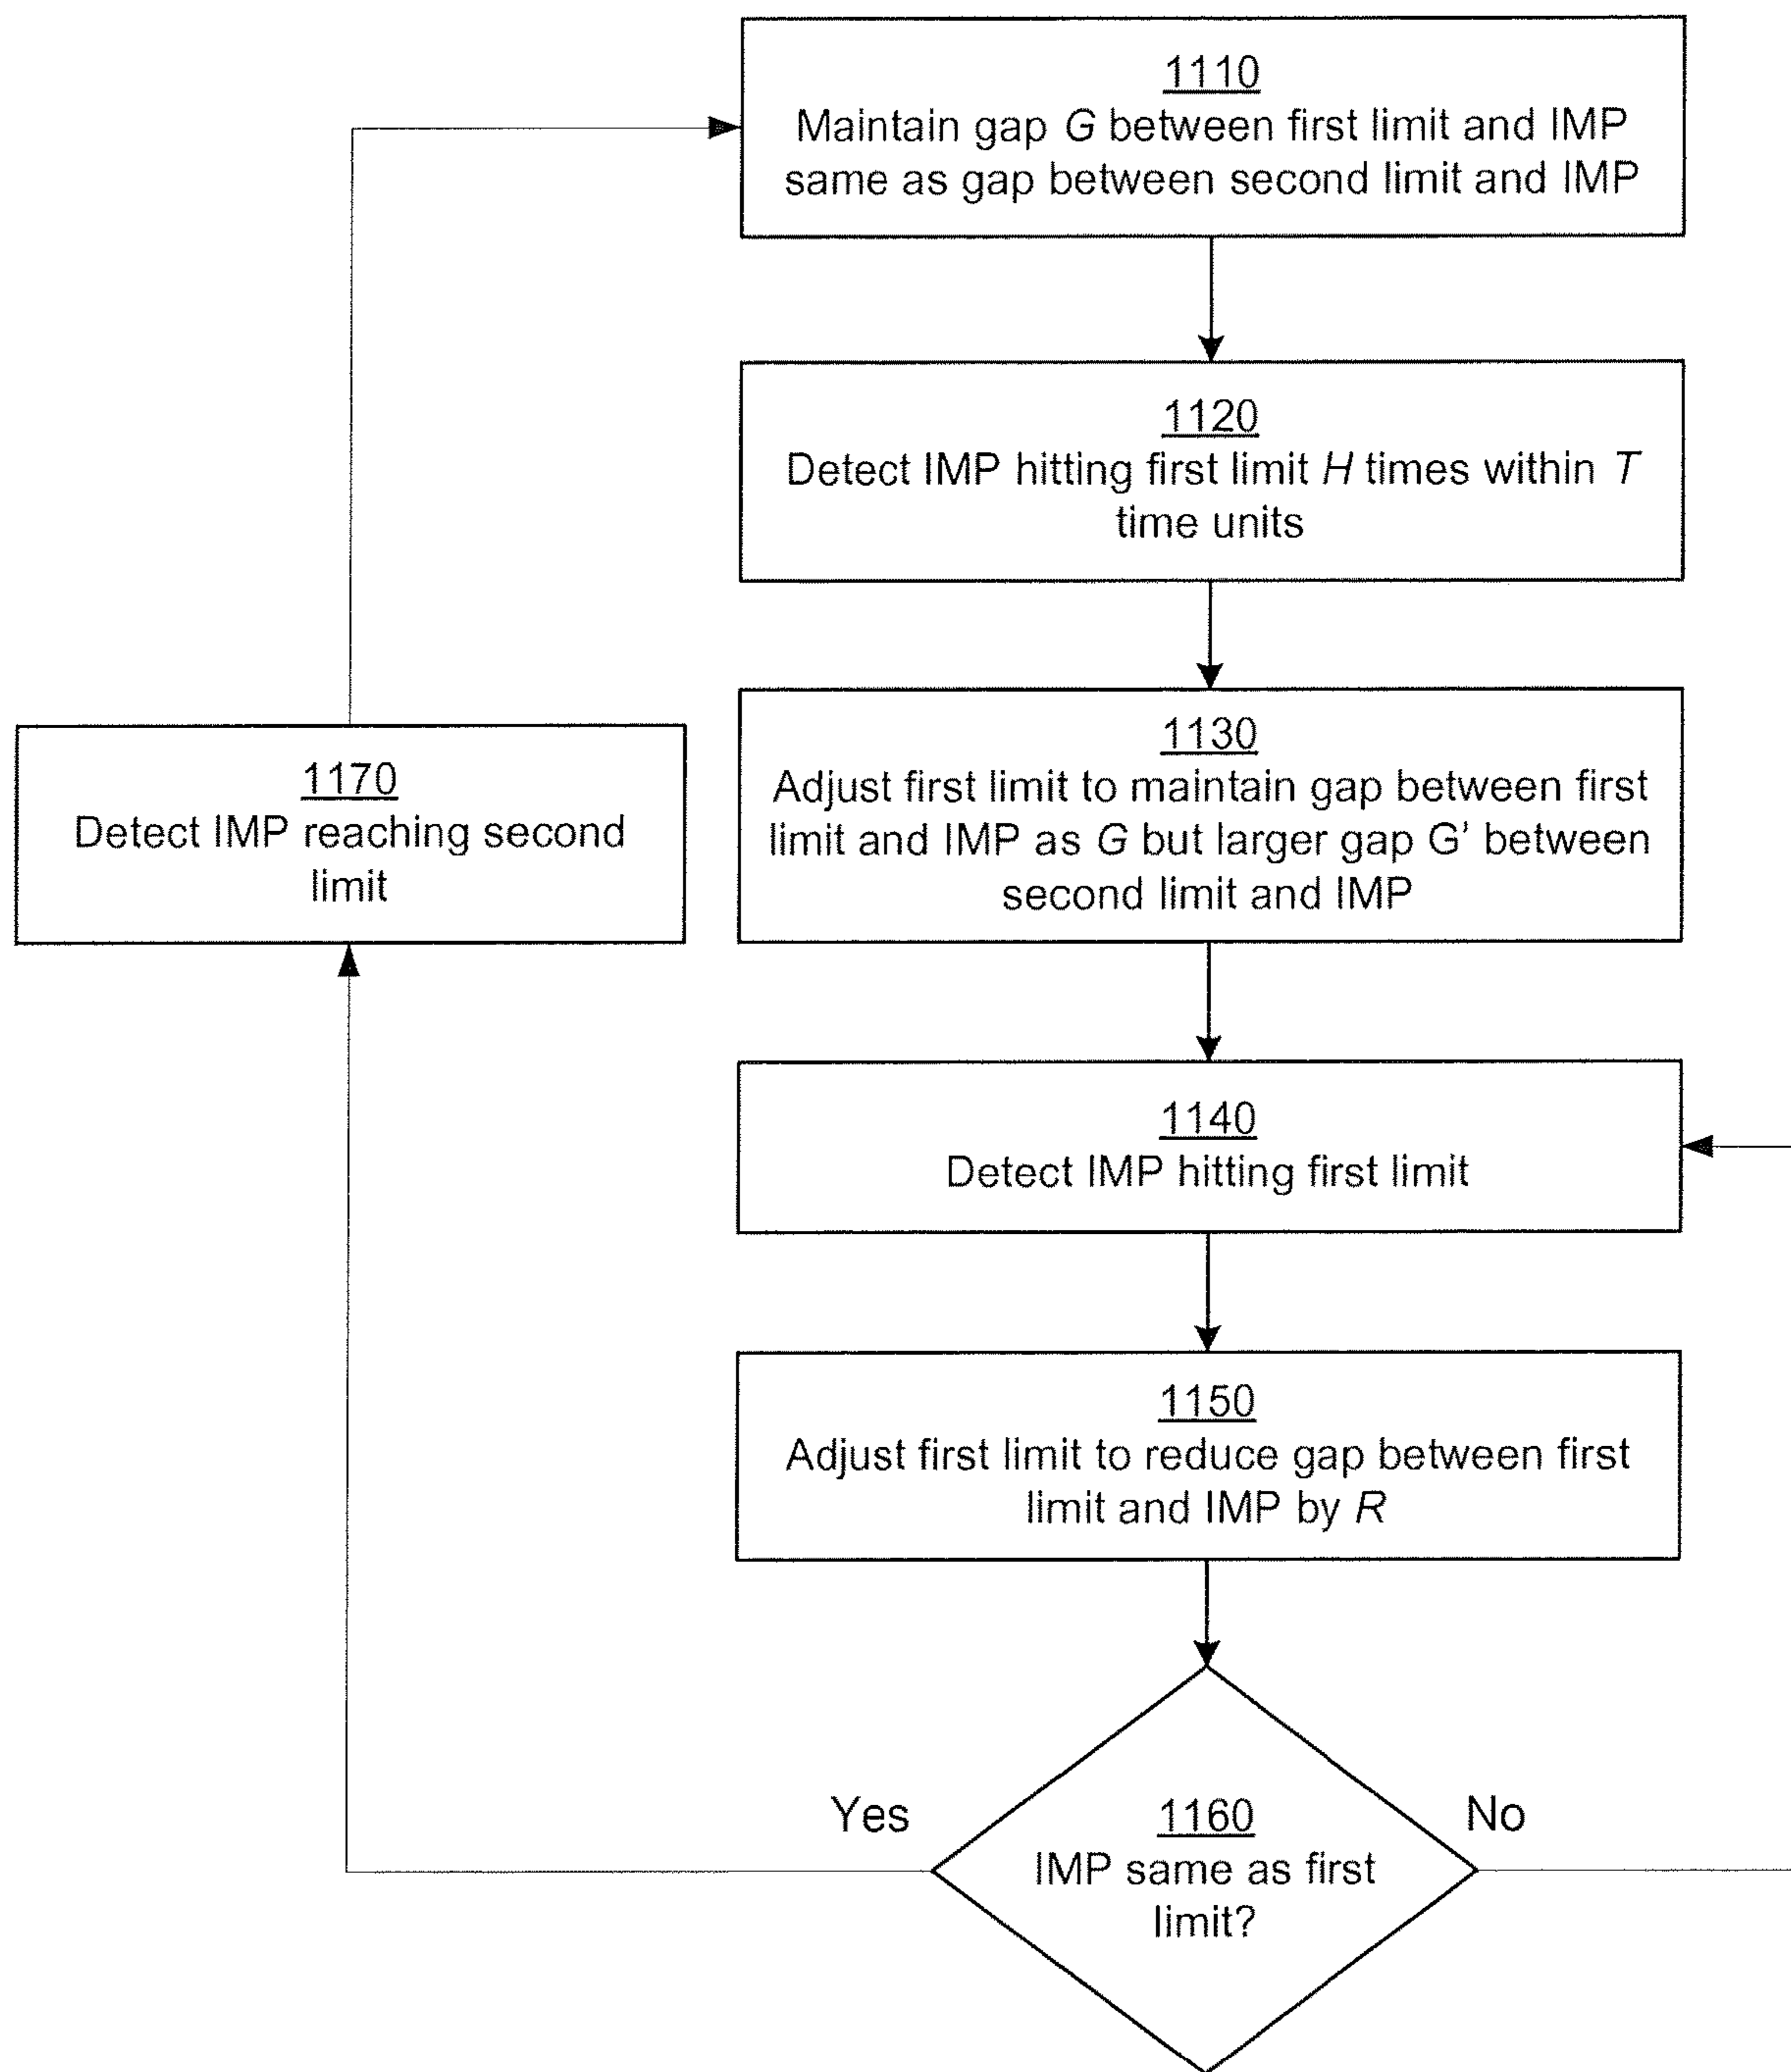 1110
Maintain gap G between first limit and IMP
same as gap between second limit and IMP
1120
Detect IMP hitting first limit H times within T
time units
1130
Adjust first limit to maintain gap between first
limit and IMP as G but larger gap G' between
second limit and IMP
1170
Detect IMP reaching second
limit
1140
Detect IMP hitting first limit
1150
Adjust first limit to reduce gap between first
limit and IMP by R
Yes
1160
No
IMP same as first
limit?